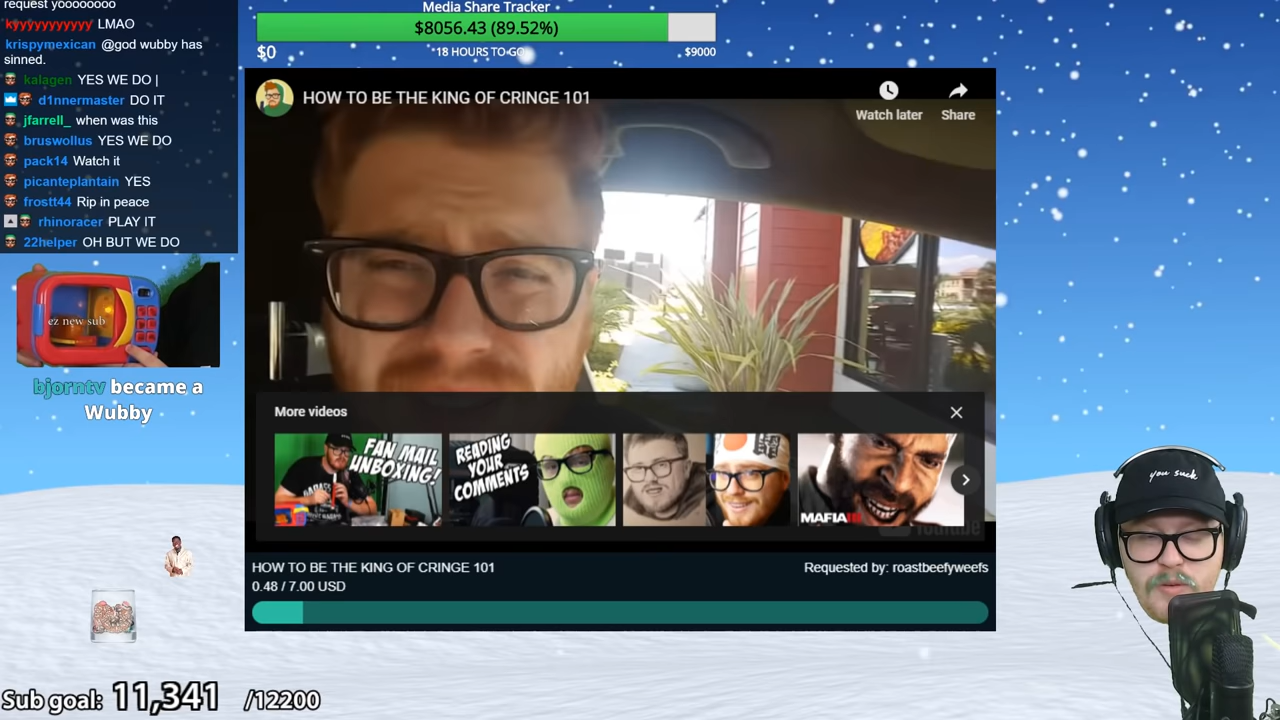 request yooooooo
kyyyyyyyyyyy LMAO
krispymexican @god wubby has
sinned.
kalagen YES WE DO |
d1nnermaster DO IT
jfarrell_ when was this
bruswollus YES WE DO
pack14 Watch it
picanteplantain YES
frostt44 Rip in peace
rhinoracer PLAY IT
22helper OH BUT WE DO
ez new sub
bjorntv became a
Wubby
Media Share Tracker
$8056.43 (89.52%)
$0
18 HOURS TO GO
$9000
HOW TO BE THE KING OF CRINGE 101
Watch later
Share
More videos
FAN MAIL
UNBOXING!
READING
YOUR
COMMENTS
MAFIA III
YouTube
HOW TO BE THE KING OF CRINGE 101
Requested by: roastbeefyweefs
0.48 / 7.00 USD
you suck
Sub goal: 11,341 /12200